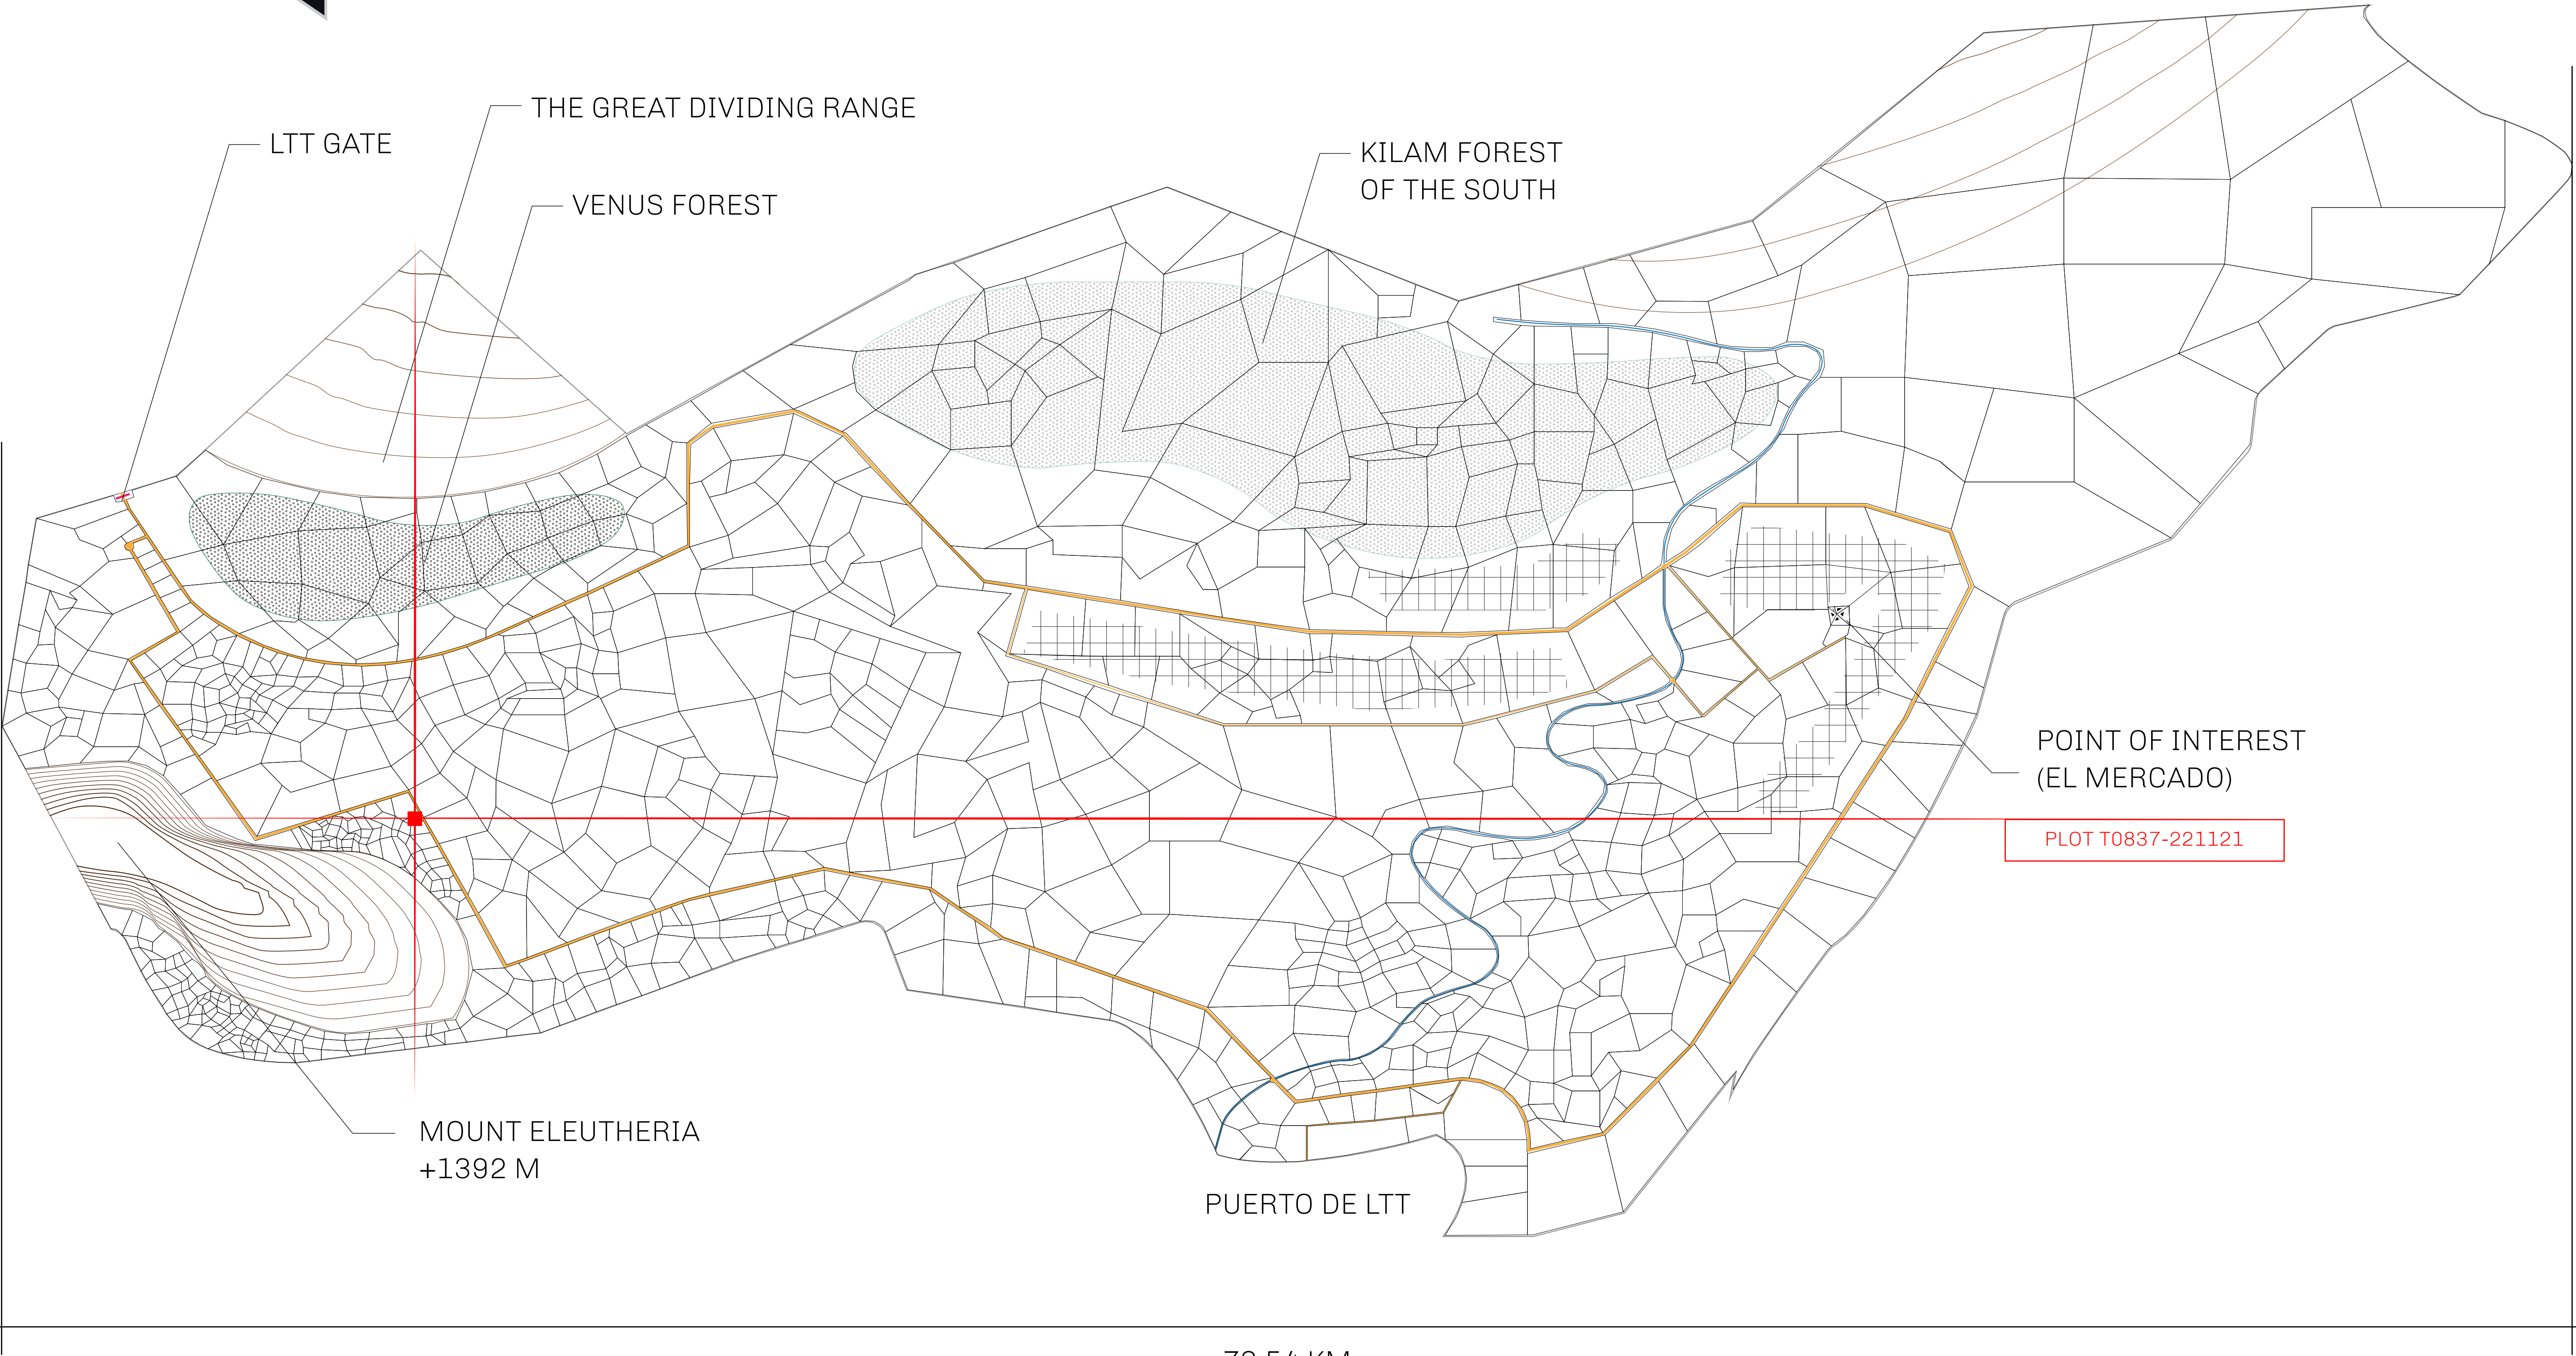 THE GREAT DIVIDING RANGE
LTT GATE
VENUS FOREST
KILAM FOREST
OF THE SOUTH
POINT OF INTEREST
(EL MERCADO)
PLOT T0837-221121
MOUNT ELEUTHERIA
+1392 M
PUERTO DE LTT
KM